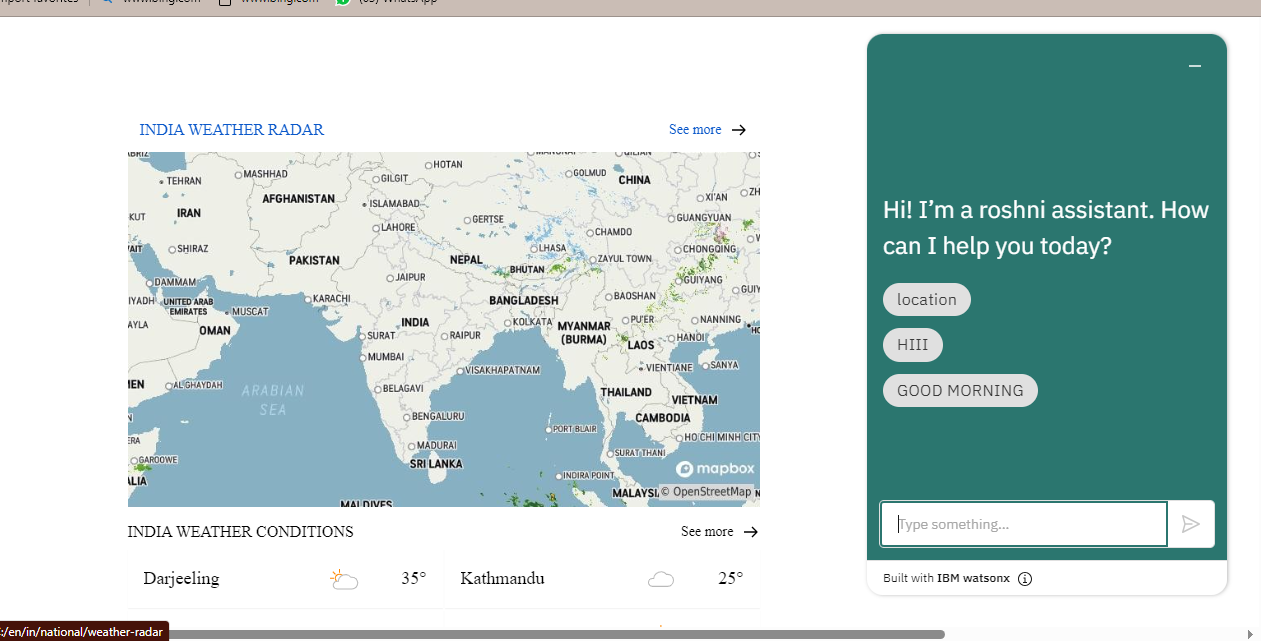 mport favorites
www.bing.com
www.bing.com
(65) WhatsApp
INDIA WEATHER RADAR
See more
HOTAN
GOLMUD
CHINA
MASHHAD
TEHRAN
GILGIT
XI'AN
AFGHANISTAN
ISLAMABAD
IRAN
GERTSE
GUANGYUAN
LAHORE
CHAMDO
SHIRAZ
LHASA
CHONGQING
PAKISTAN
NEPAL
ZAYUL TOWN
BHUTAN
JAIPUR
GUIYANG
DAMMAM
KARACHI
BANGLADESH
BAOSHAN
UNITED ARAB
EMIRATES
MUSCAT
INDIA
KOLKATA
PU'ER
NANNING
OMAN
MYANMAR
(BURMA)
SURAT
RAIPUR
HANOI
LAOS
MUMBAI
VISAKHAPATNAM
VIENTIANE
SANYA
AL GHAYDAH
BELAGAVI
ARABIAN
SEA
THAILAND
VIETNAM
BENGALURU
CAMBODIA
PORT BLAIR
HO CHI MINH CITY
MADURAI
SURAT THANI
GAROOWE
SRI LANKA
INDIRA POINT
mapbox
MALAYSI
© OpenStreetMap
MALDIVES
INDIA WEATHER CONDITIONS
See more
Darjeeling 35°
Kathmandu 25°
:/en/in/national/weather-radar
Hi! I'm a roshni assistant. How
can I help you today?
location
HIII
GOOD MORNING
Type something...
Built with IBM watsonx